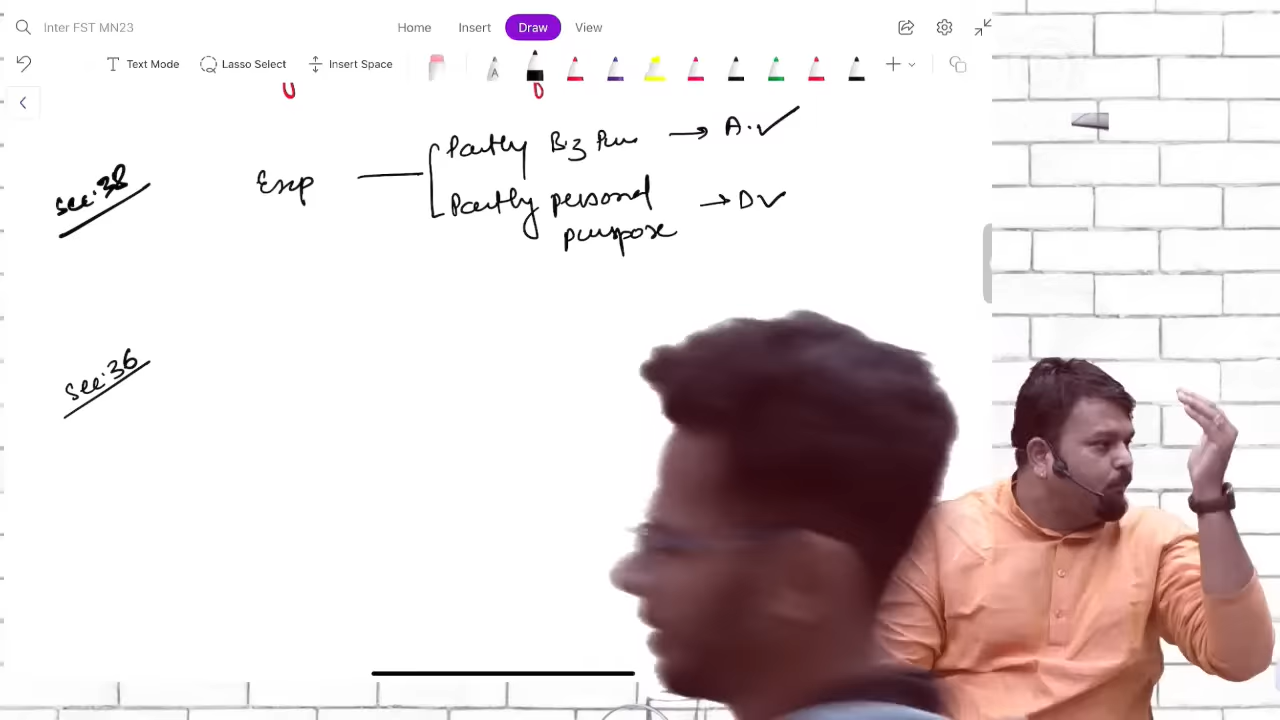 Inter FST MN23
Home Insert Draw View
Text Mode Lasso Select Insert Space
A
Sec:38
Exp
Partly Biz Pur → A.✓
Partly personal → D✓
purpose
Sec:36